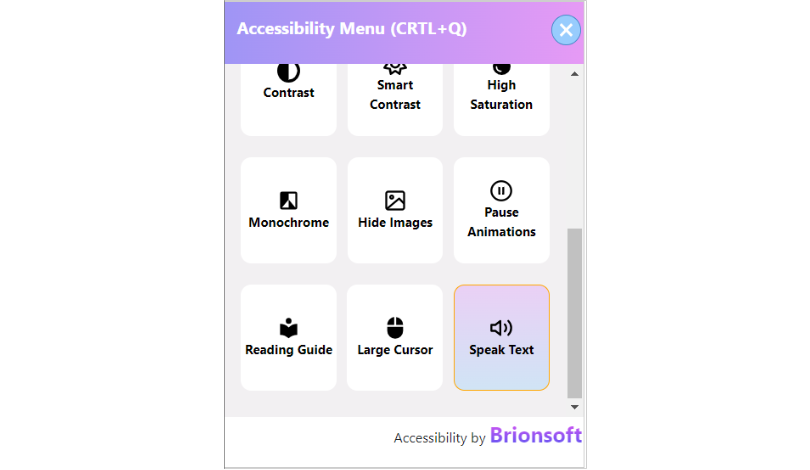 Accessibility Menu (CRTL+Q)
Contrast
Smart
Contrast
High
Saturation
Monochrome
Hide Images
Pause
Animations
Reading Guide
Large Cursor
Speak Text
Accessibility by Brionsoft